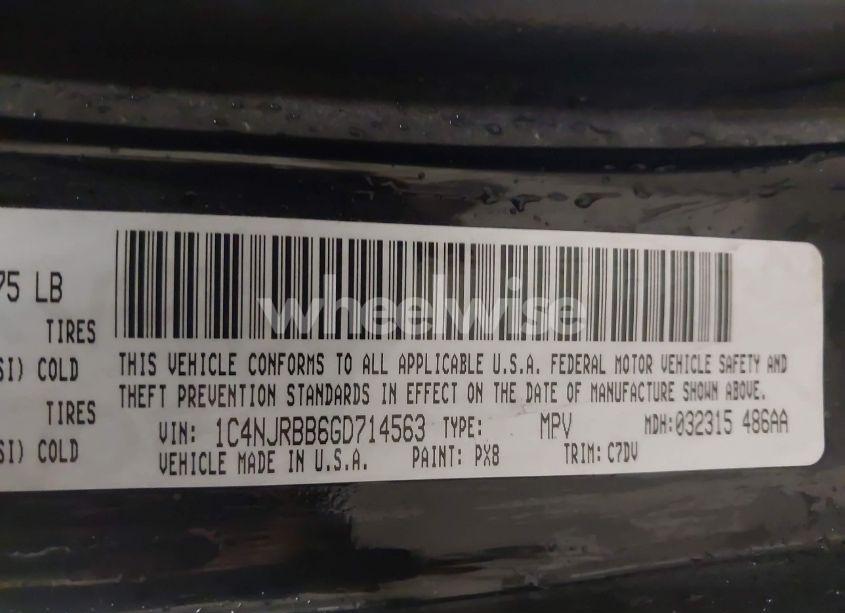 75 LB
TIRES
SI) COLD
TIRES
SI) COLD
wheelwise
THIS VEHICLE CONFORMS TO ALL APPLICABLE U.S.A. FEDERAL MOTOR VEHICLE SAFETY AND
THEFT PREVENTION STANDARDS IN EFFECT ON THE DATE OF MANUFACTURE SHOWN ABOVE.
VIN: 1C4NJRBB6GD714563 TYPE: MPV MDH:032315 486AA
VEHICLE MADE IN U.S.A. PAINT: PX8 TRIM: C7DV